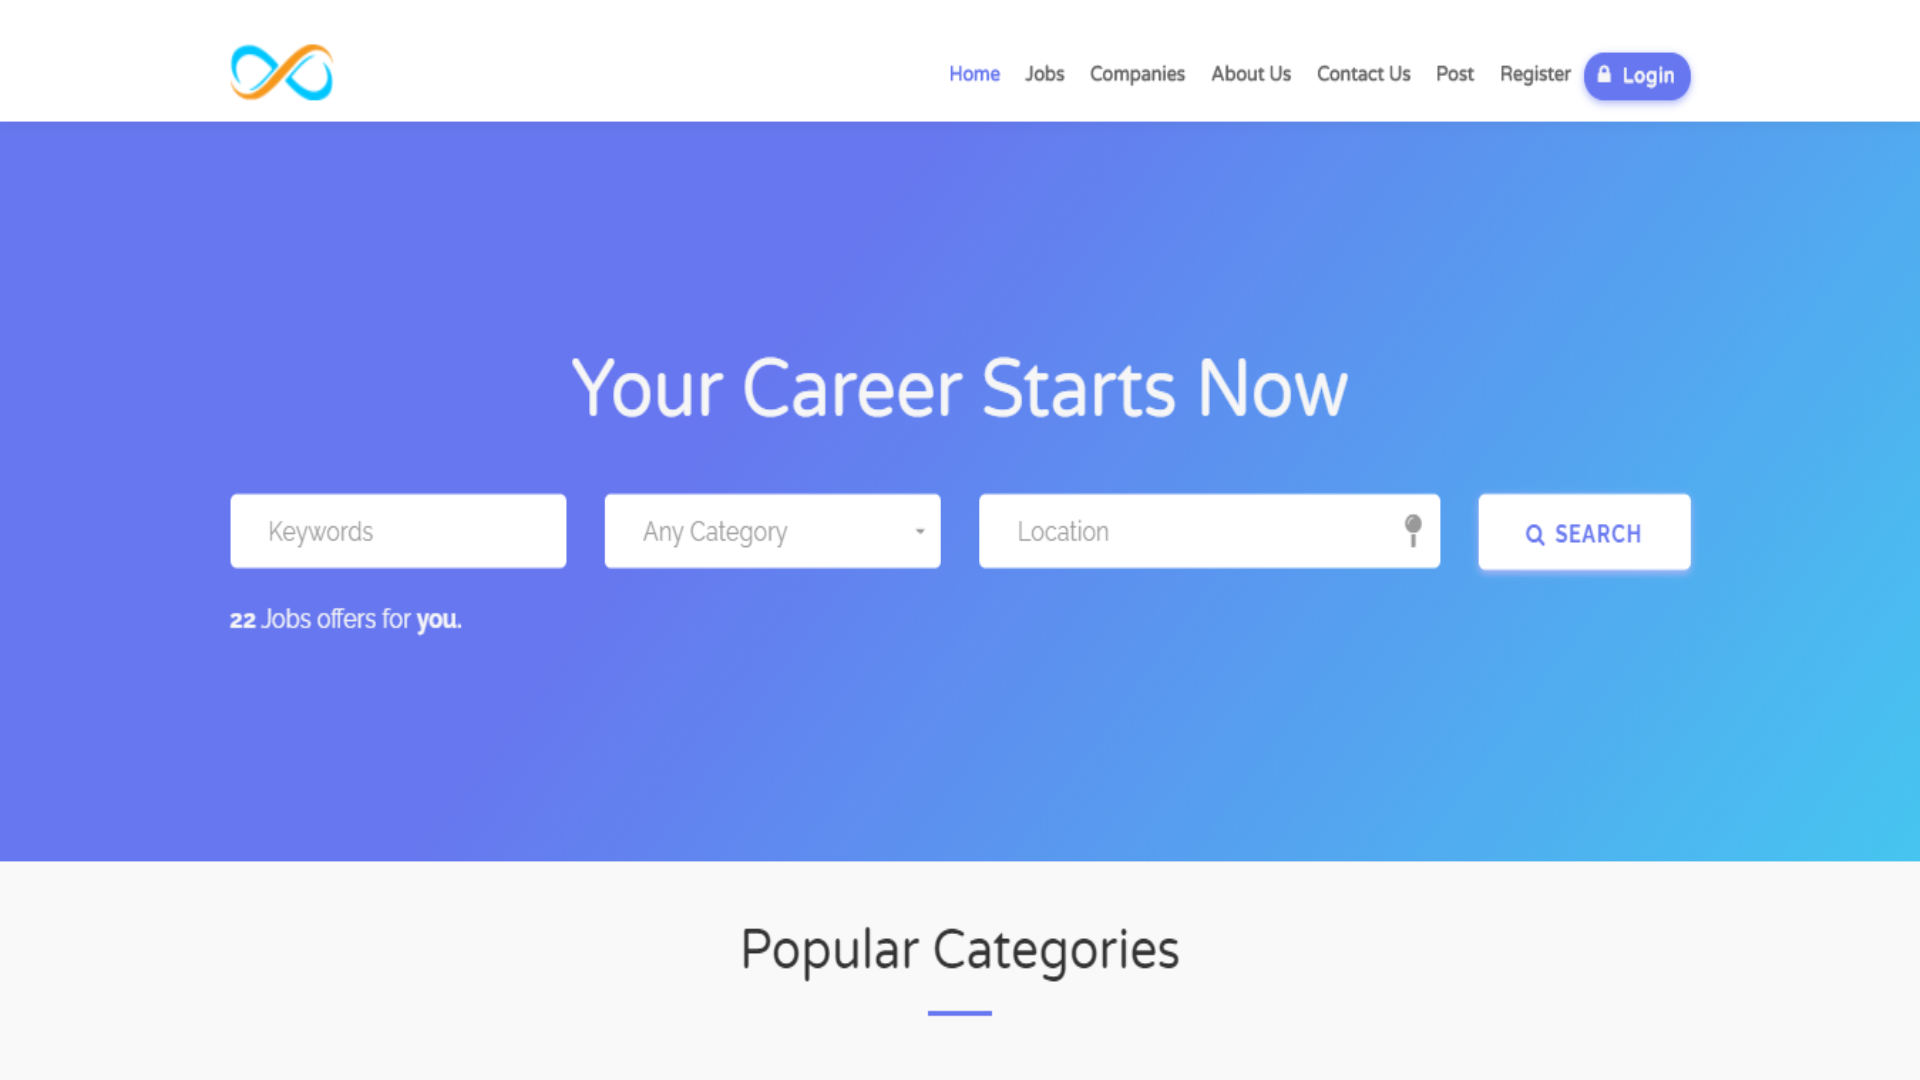 Home Jobs Companies About Us Contact Us Post Register Login
Your Career Starts Now
Keywords Any Category Location SEARCH
22 Jobs offers for you.
Popular Categories